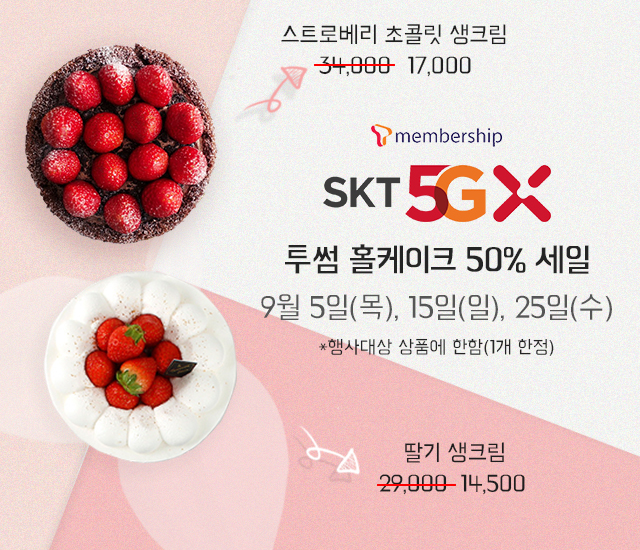 스트로베리 초콜릿 생크림
34,000 17,000
membership
SKT 5GX
투썸 홀케이크 50% 세일
9월 5일(목), 15일(일), 25일(수)
*행사대상 상품에 한함(1개 한정)
딸기 생크림
29,000 14,500